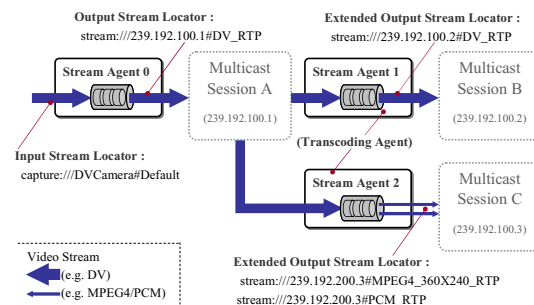 Output Stream Locator :
stream:///239.192.100.1#DV_RTP
Extended Output Stream Locator :
stream:///239.192.100.2#DV_RTP
Stream Agent 0
Multicast
Session A
(239.192.100.1)
Stream Agent 1
Multicast
Session B
(239.192.100.2)
Input Stream Locator :
capture:///DVCamera#Default
(Transcoding Agent)
Stream Agent 2
Multicast
Session C
(239.192.100.3)
Video Stream
(e.g. DV)
(e.g. MPEG4/PCM)
Extended Output Stream Locator :
stream:///239.192.200.3#MPEG4_360X240_RTP
stream:///239.192.200.3#PCM_RTP